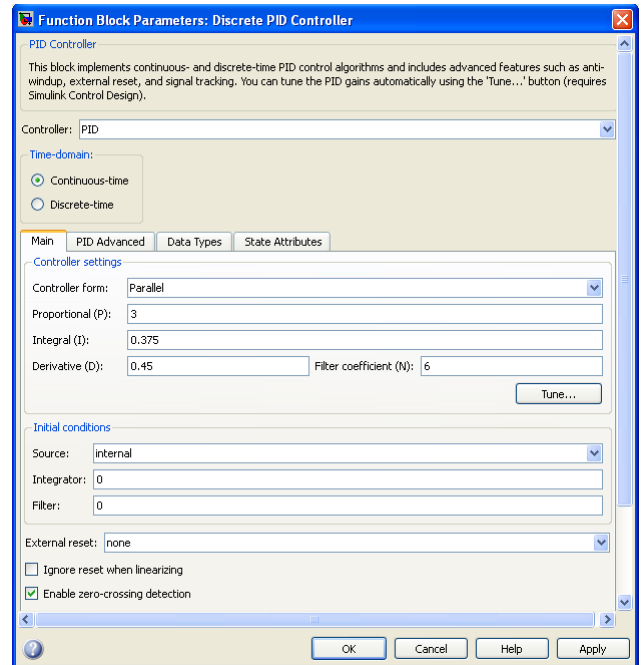 Function Block Parameters: Discrete PID Controller
PID Controller
This block implements continuous- and discrete-time PID control algorithms and includes advanced features such as anti-
windup, external reset, and signal tracking. You can tune the PID gains automatically using the 'Tune...' button (requires
Simulink Control Design).
Controller: PID
Time-domain:
Continuous-time
Discrete-time
Main PID Advanced Data Types State Attributes
Controller settings
Controller form: Parallel
Proportional (P): 3
Integral (I): 0.375
Derivative (D): 0.45 Filter coefficient (N): 6
Tune...
Initial conditions
Source: internal
Integrator: 0
Filter: 0
External reset: none
Ignore reset when linearizing
Enable zero-crossing detection
OK Cancel Help Apply